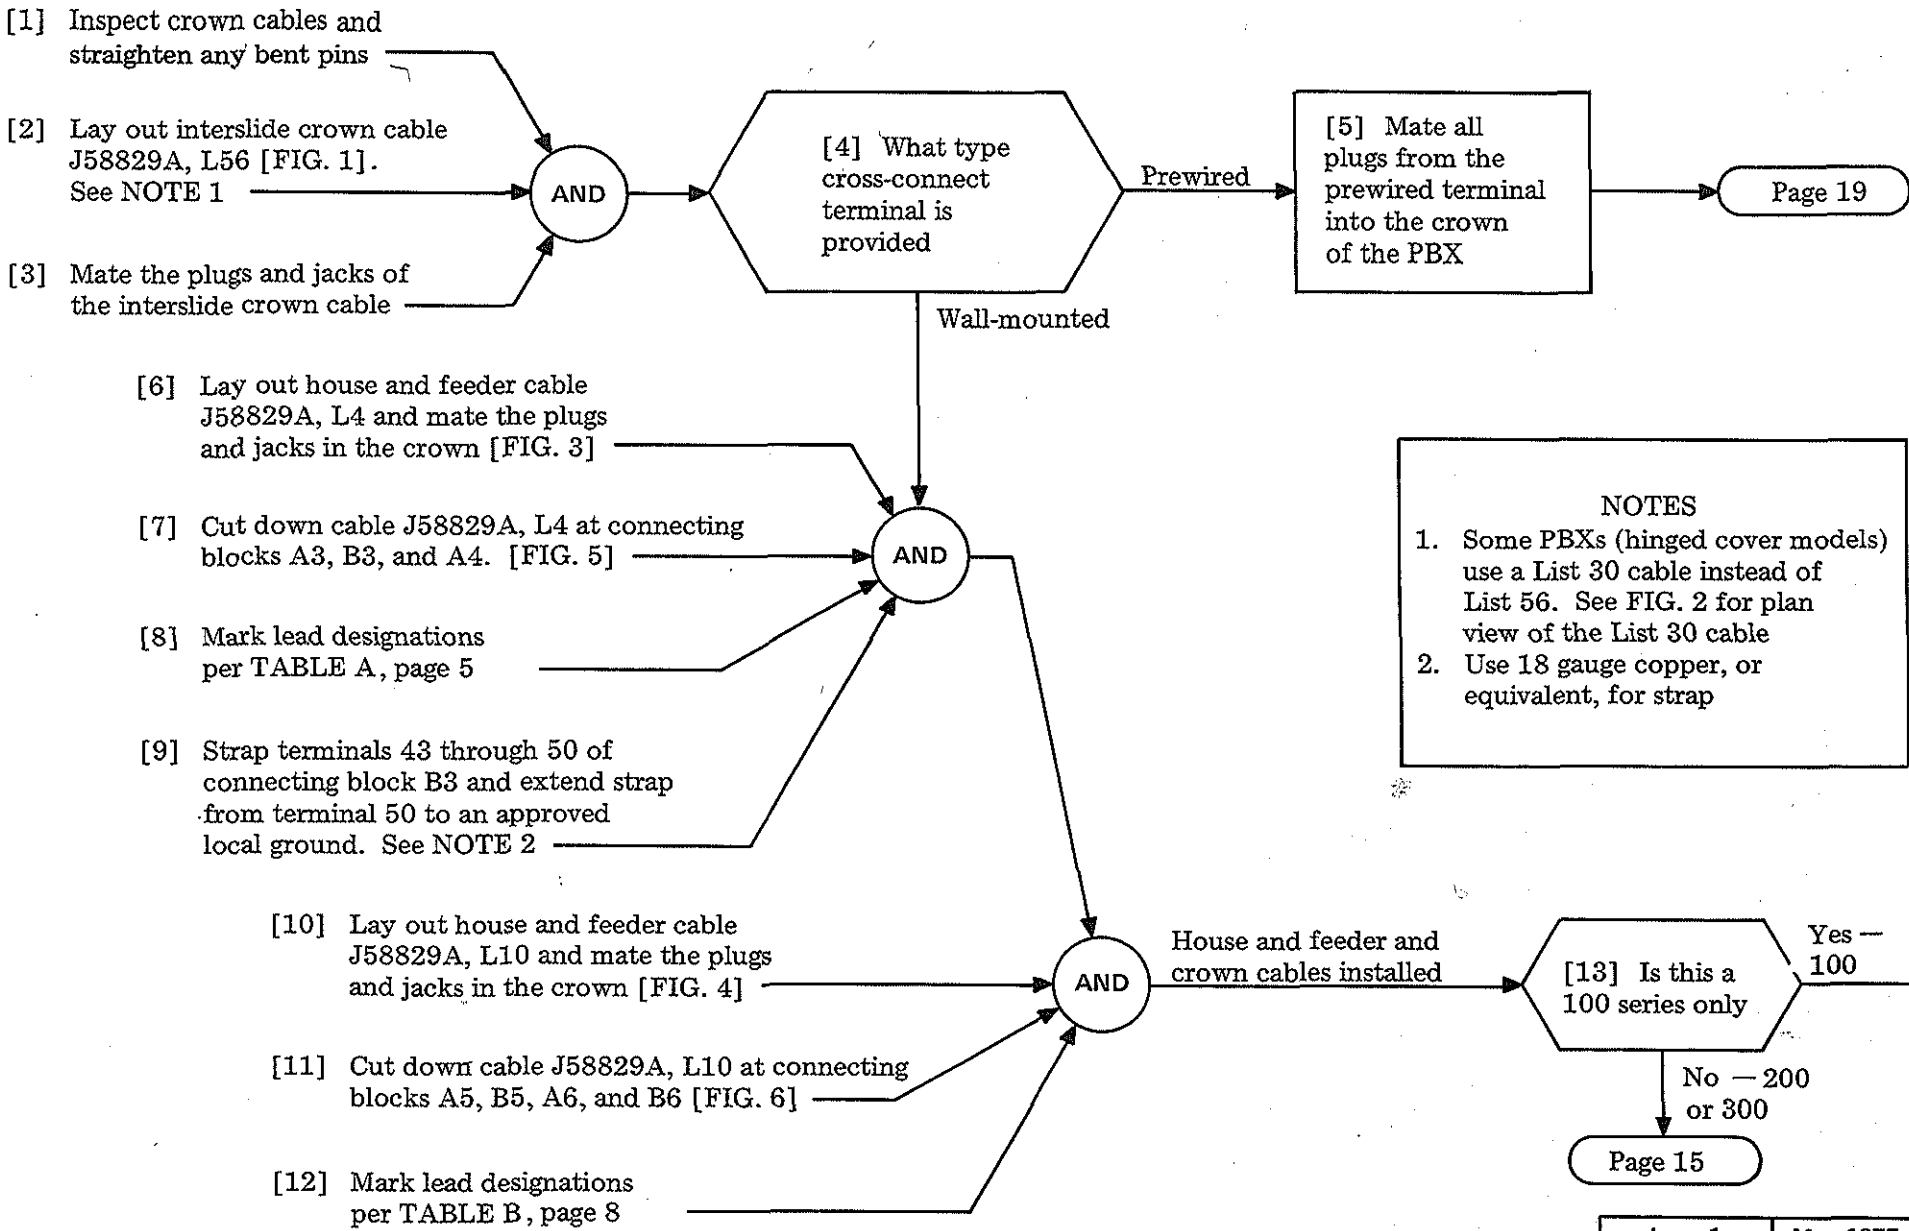 [1] Inspect crown cables and
straighten any bent pins
[2] Lay out interslide crown cable
J58829A, L56 [FIG. 1].
See NOTE 1
[3] Mate the plugs and jacks of
the interslide crown cable
AND
[4] What type
cross-connect
terminal is
provided
Prewired
[5] Mate all
plugs from the
prewired terminal
into the crown
of the PBX
Page 19
Wall-mounted
[6] Lay out house and feeder cable
J58829A, L4 and mate the plugs
and jacks in the crown [FIG. 3]
[7] Cut down cable J58829A, L4 at connecting
blocks A3, B3, and A4. [FIG. 5]
[8] Mark lead designations
per TABLE A, page 5
[9] Strap terminals 43 through 50 of
connecting block B3 and extend strap
from terminal 50 to an approved
local ground. See NOTE 2
AND
NOTES
1. Some PBXs (hinged cover models)
use a List 30 cable instead of
List 56. See FIG. 2 for plan
view of the List 30 cable
2. Use 18 gauge copper, or
equivalent, for strap
[10] Lay out house and feeder cable
J58829A, L10 and mate the plugs
and jacks in the crown [FIG. 4]
[11] Cut down cable J58829A, L10 at connecting
blocks A5, B5, A6, and B6 [FIG. 6]
[12] Mark lead designations
per TABLE B, page 8
AND
House and feeder and
crown cables installed
[13] Is this a
100 series only
Yes —
100
No — 200
or 300
Page 15